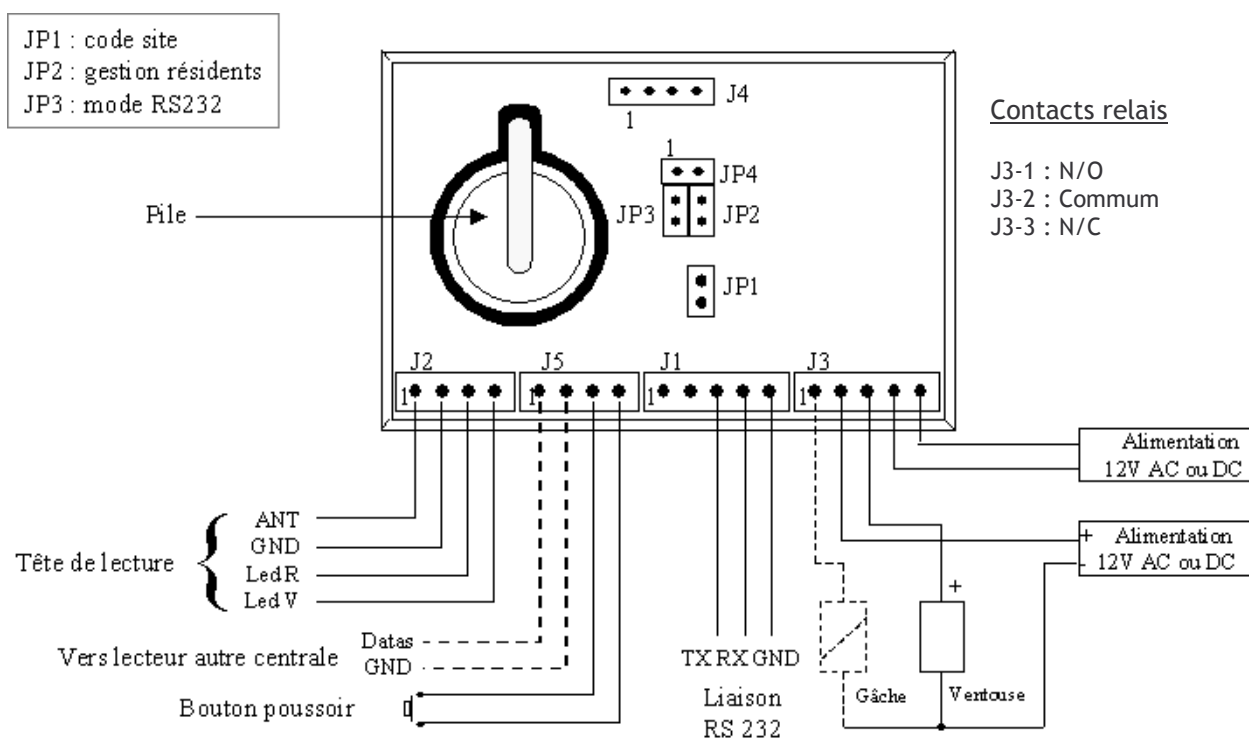 JP1 : code site
JP2 : gestion résidents
JP3 : mode RS232
J4
1
Contacts relais
J3-1 : N/O
J3-2 : Commum
J3-3 : N/C
1
JP4
Pile
JP3
JP2
JP1
J2
J5
J1
J3
1
1
1
1
Alimentation
12V AC ou DC
ANT
GND
Led R
Led V
Tête de lecture
+ Alimentation
- 12V AC ou DC
+
Datas
GND
Vers lecteur autre centrale
Bouton poussoir
TX RX GND
Liaison
RS 232
Gâche
Ventouse